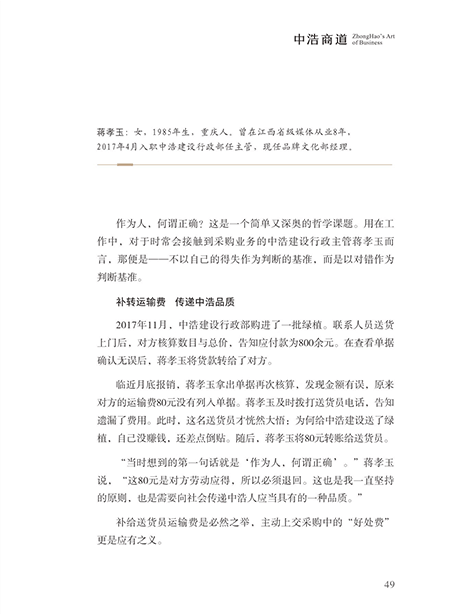 中浩商道 ZhongHao's Art
of Business
蒋孝玉：女，1985年生，重庆人，曾在江西省级媒体从业8年，
2017年4月入职中浩建设行政部任主管，现任品牌文化部经理。
作为人，何谓正确？这是一个简单又深奥的哲学课题。用在工
作中，对于时常会接触到采购业务的中浩建设行政主管蒋孝玉而
言，那便是——不以自己的得失作为判断的基准，而是以对错作为
判断基准。
补转运输费 传递中浩品质
2017年11月，中浩建设行政部购进了一批绿植。联系人员送货
上门后，对方核算数目与总价，告知应付款为800余元。在查看单据
确认无误后，蒋孝玉将货款转给了对方。
临近月底报销，蒋孝玉拿出单据再次核算，发现金额有误，原来
对方的运输费80元没有列入单据。蒋孝玉及时拨打送货员电话，告知
遗漏了费用。此时，这名送货员才恍然大悟：为何给中浩建设送了绿
植，自己没赚钱，还差点倒贴。随后，蒋孝玉将80元转账给送货员。
“当时想到的第一句话就是‘作为人，何谓正确’。”蒋孝玉
说，“这80元是对方劳动应得，所以必须退回。这也是我一直坚持
的原则，也是需要向社会传递中浩人应当具有的一种品质。”
补给送货员运输费是必然之举，主动上交采购中的“好处费”
更是应有之义。
49